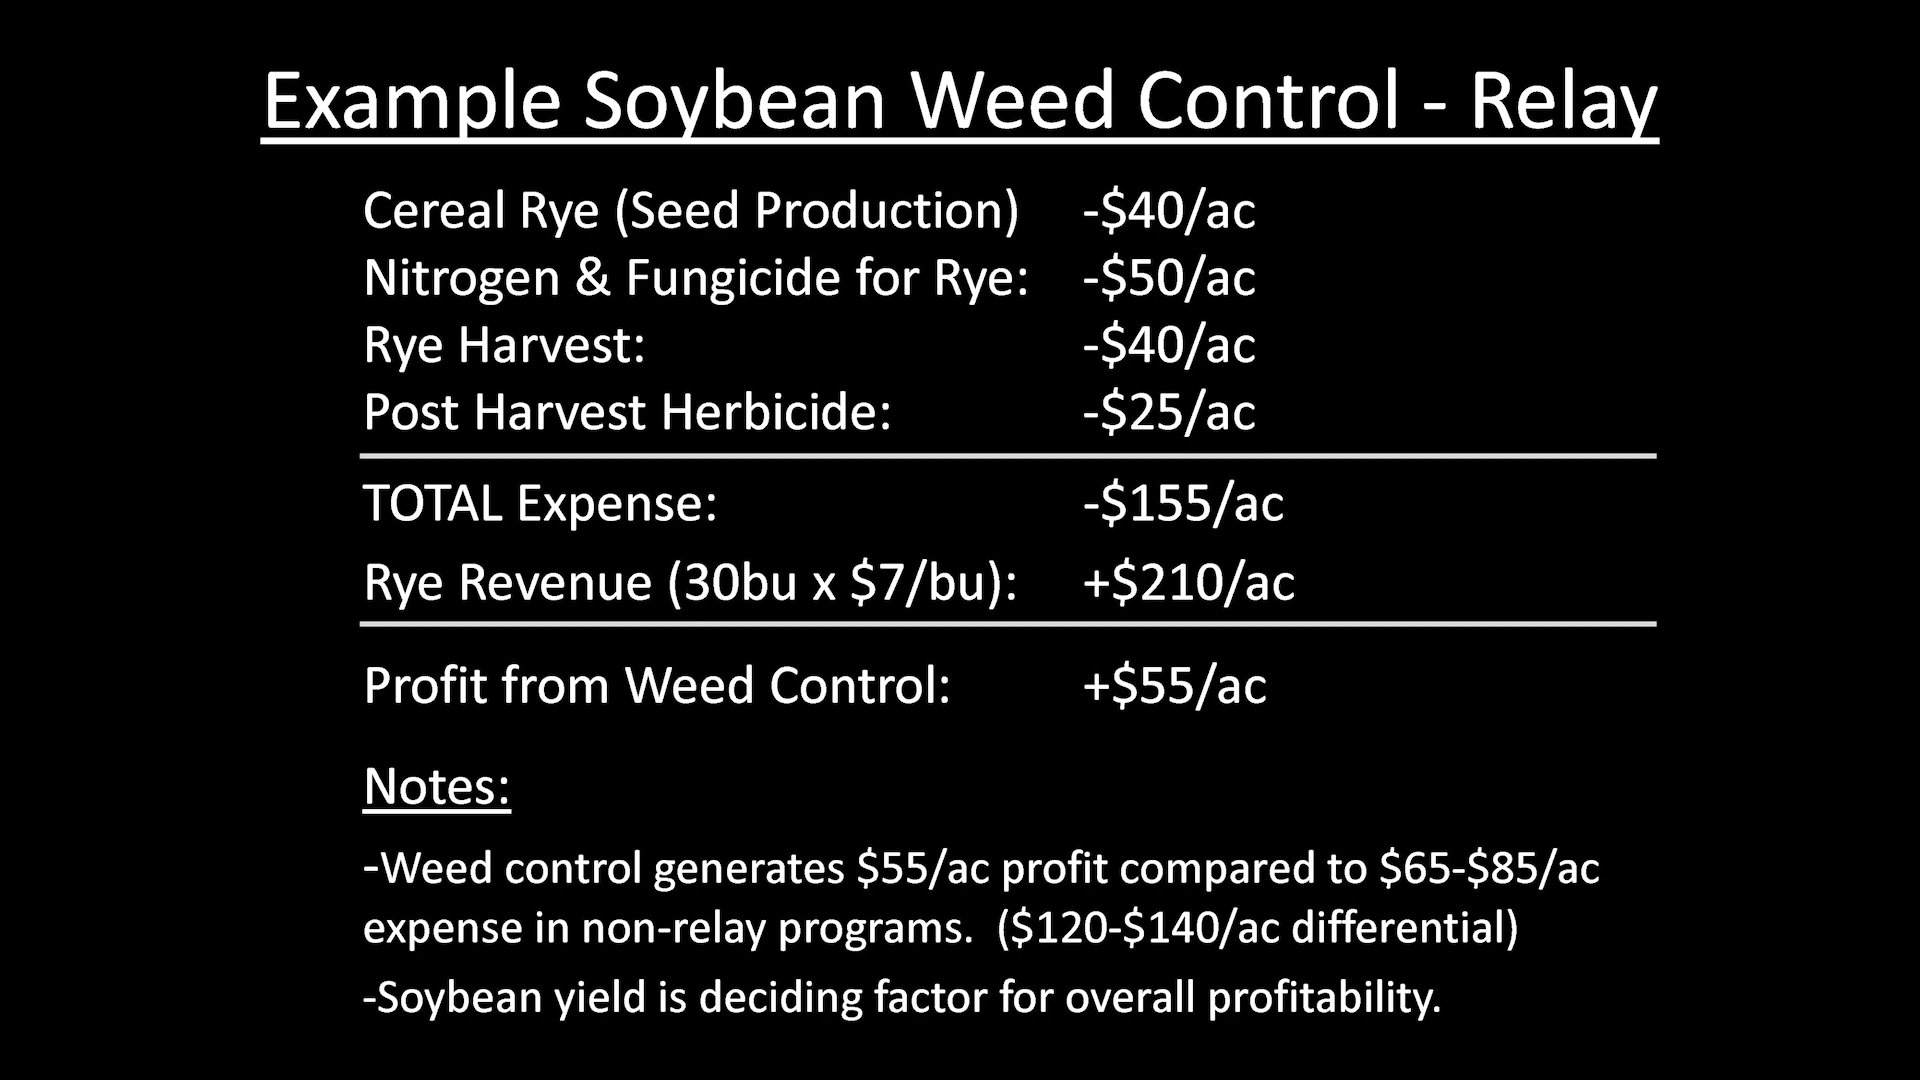 Example Soybean Weed Control - Relay
Cereal Rye (Seed Production) -$40/ac
Nitrogen & Fungicide for Rye: -$50/ac
Rye Harvest: -$40/ac
Post Harvest Herbicide: -$25/ac
TOTAL Expense: -$155/ac
Rye Revenue (30bu x $7/bu): +$210/ac
Profit from Weed Control: +$55/ac
Notes:
-Weed control generates $55/ac profit compared to $65-$85/ac
expense in non-relay programs. ($120-$140/ac differential)
-Soybean yield is deciding factor for overall profitability.